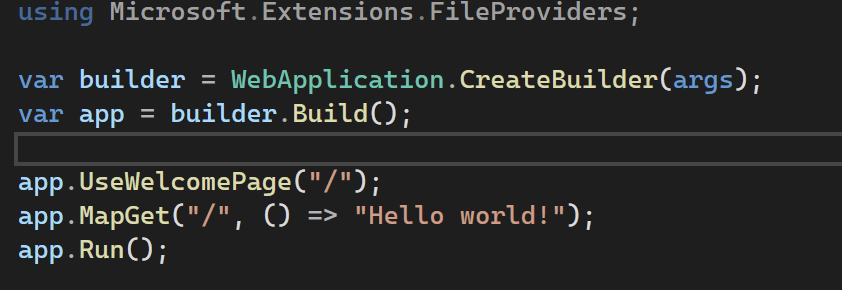 using Microsoft.Extensions.FileProviders;
var builder = WebApplication.CreateBuilder(args);
var app = builder.Build();
app.UseWelcomePage("/");
app.MapGet("/", () => "Hello world!");
app.Run();